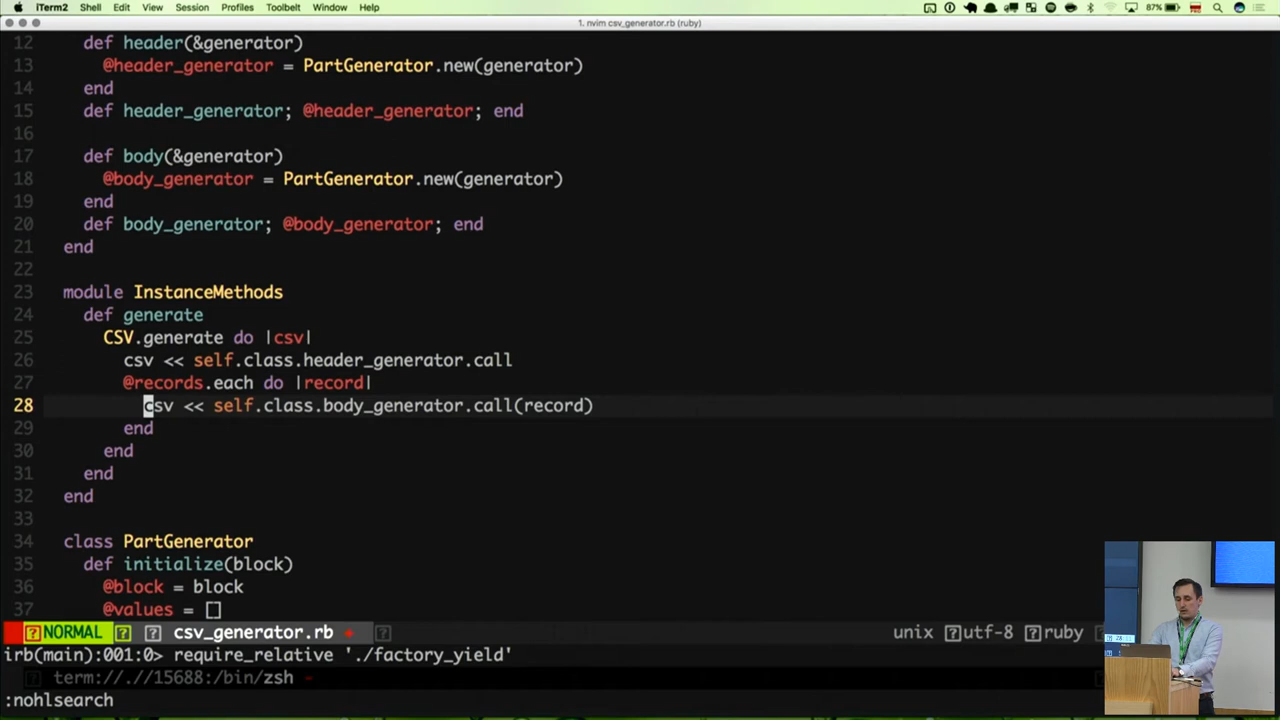 iTerm2 Shell Edit View Session Profiles Toolbelt Window Help 87%
1. nvim csv_generator.rb (ruby)
12 def header(&generator)
13 @header_generator = PartGenerator.new(generator)
14 end
15 def header_generator; @header_generator; end
16
17 def body(&generator)
18 @body_generator = PartGenerator.new(generator)
19 end
20 def body_generator; @body_generator; end
21 end
22
23 module InstanceMethods
24 def generate
25 CSV.generate do |csv|
26 csv << self.class.header_generator.call
27 @records.each do |record|
28 csv << self.class.body_generator.call(record)
29 end
30 end
31 end
32 end
33
34 class PartGenerator
35 def initialize(block)
36 @block = block
37 @values = []
NORMAL csv_generator.rb unix utf-8 ruby
irb(main):001:0> require_relative './factory_yield'
term://.//15688:/bin/zsh
:nohlsearch